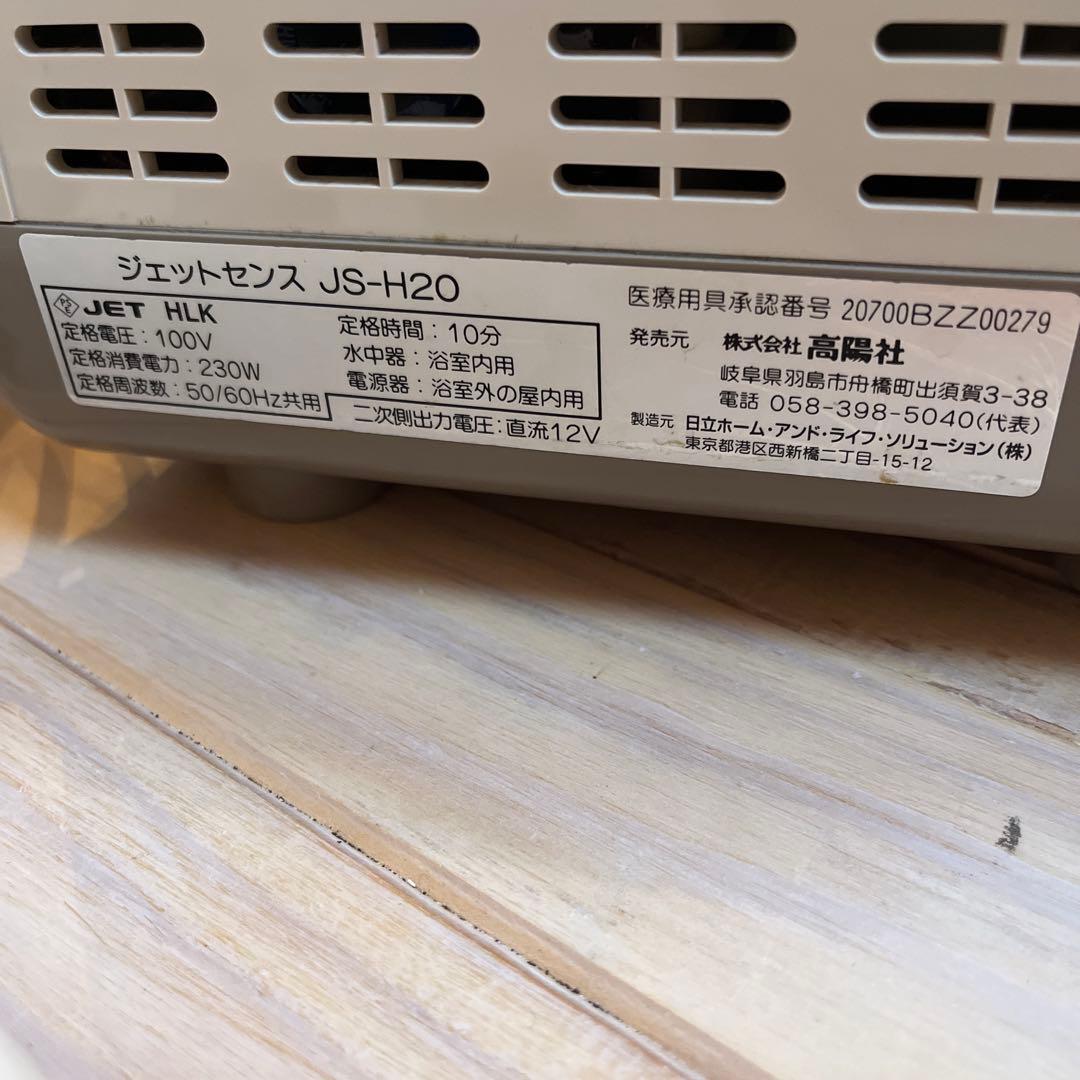 ジェットセンス JS-H20
PSE JET HLK
定格電圧：100V
定格消費電力：230W
定格周波数：50/60Hz共用
定格時間：10分
水中器：浴室内用
電源器：浴室外の屋内用
二次側出力電圧：直流12V
医療用具承認番号 20700BZZ00279
発売元 株式会社 高陽社
岐阜県羽島市舟橋町出須賀3-38
電話 058-398-5040(代表)
製造元 日立ホーム・アンド・ライフ・ソリューション(株)
東京都港区西新橋二丁目-15-12